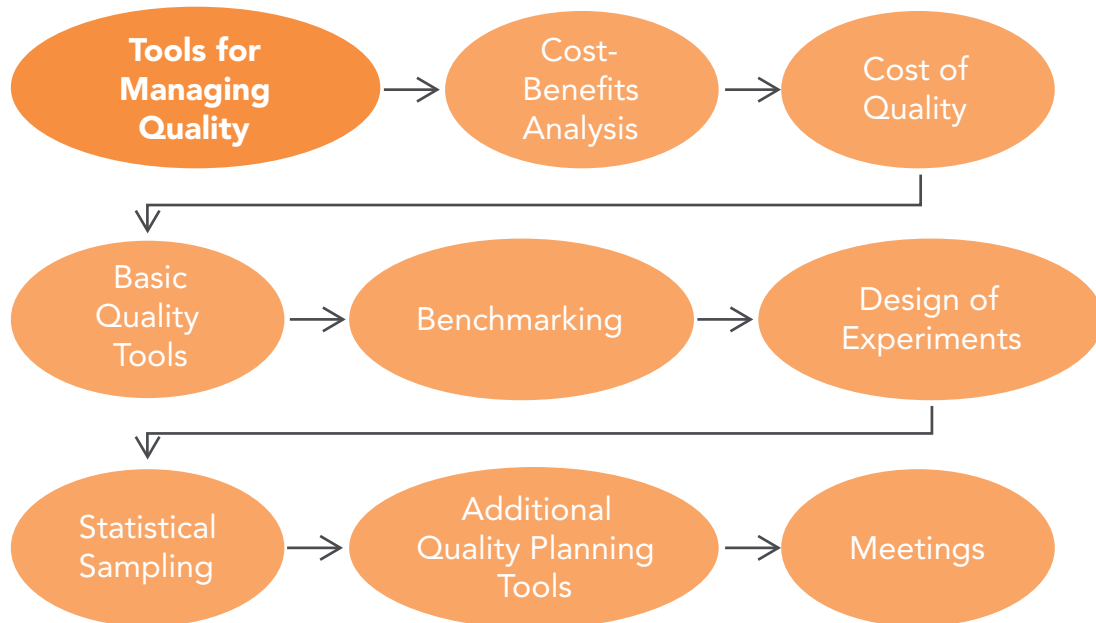 Tools for
Managing
Quality
Cost-
Benefits
Analysis
Cost of
Quality
Basic
Quality
Tools
Benchmarking
Design of
Experiments
Statistical
Sampling
Additional
Quality Planning
Tools
Meetings